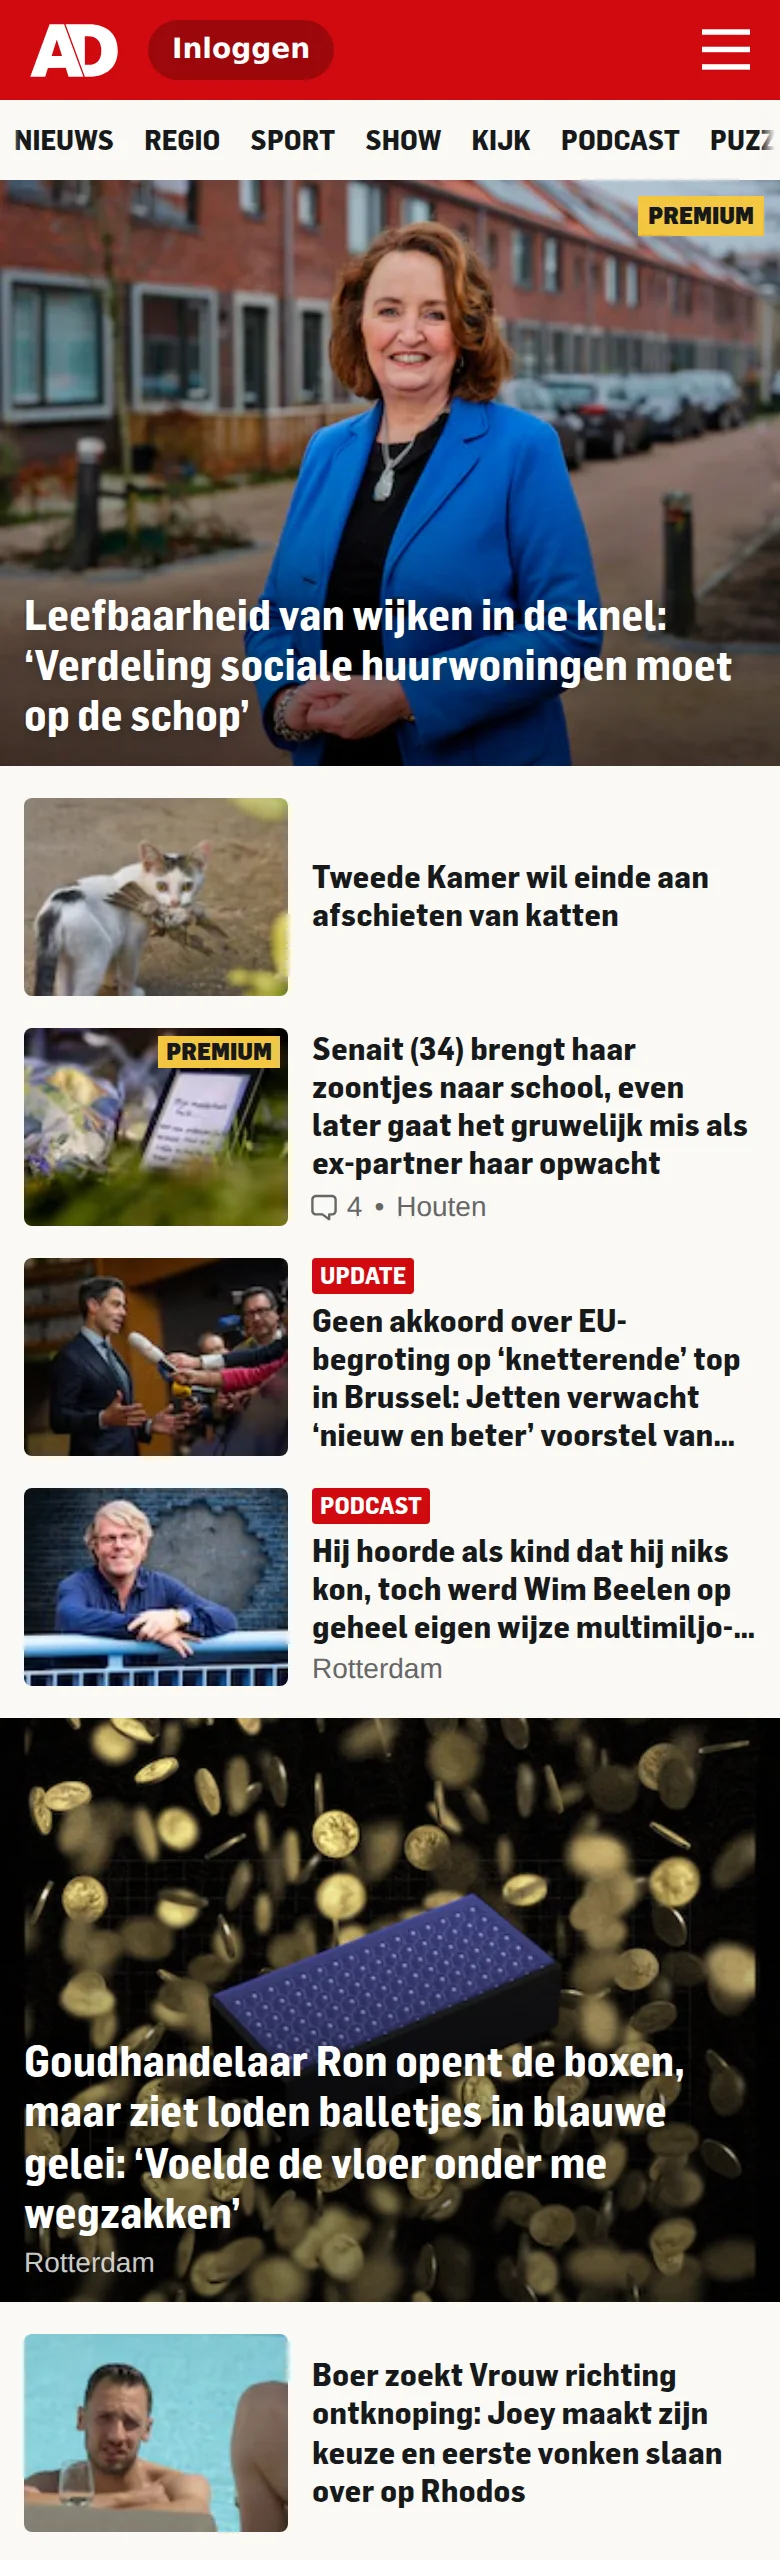 AD
Inloggen
NIEUWS REGIO SPORT SHOW KIJK PODCAST PUZZ
PREMIUM
Leefbaarheid van wijken in de knel:
‘Verdeling sociale huurwoningen moet
op de schop’
Tweede Kamer wil einde aan
afschieten van katten
PREMIUM
Senait (34) brengt haar
zoontjes naar school, even
later gaat het gruwelijk mis als
ex-partner haar opwacht
4 • Houten
UPDATE
Geen akkoord over EU-
begroting op ‘knetterende’ top
in Brussel: Jetten verwacht
‘nieuw en beter’ voorstel van...
PODCAST
Hij hoorde als kind dat hij niks
kon, toch werd Wim Beelen op
geheel eigen wijze multimiljo-...
Rotterdam
Goudhandelaar Ron opent de boxen,
maar ziet loden balletjes in blauwe
gelei: ‘Voelde de vloer onder me
wegzakken’
Rotterdam
Boer zoekt Vrouw richting
ontknoping: Joey maakt zijn
keuze en eerste vonken slaan
over op Rhodos